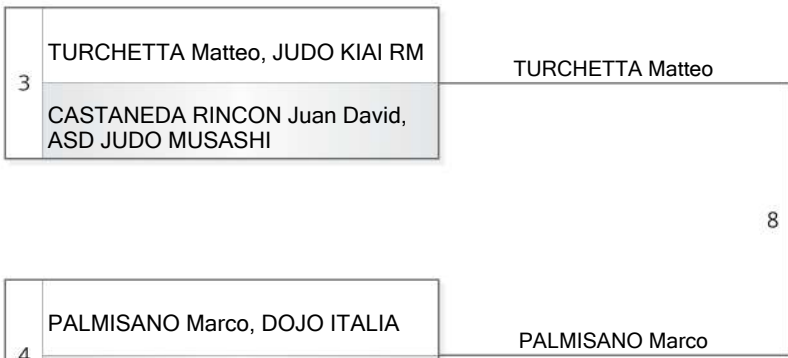 TURCHETTA Matteo, JUDO KIAI RM
TURCHETTA Matteo
3
CASTANEDA RINCON Juan David,
ASD JUDO MUSASHI
8
PALMISANO Marco, DOJO ITALIA
PALMISANO Marco
4